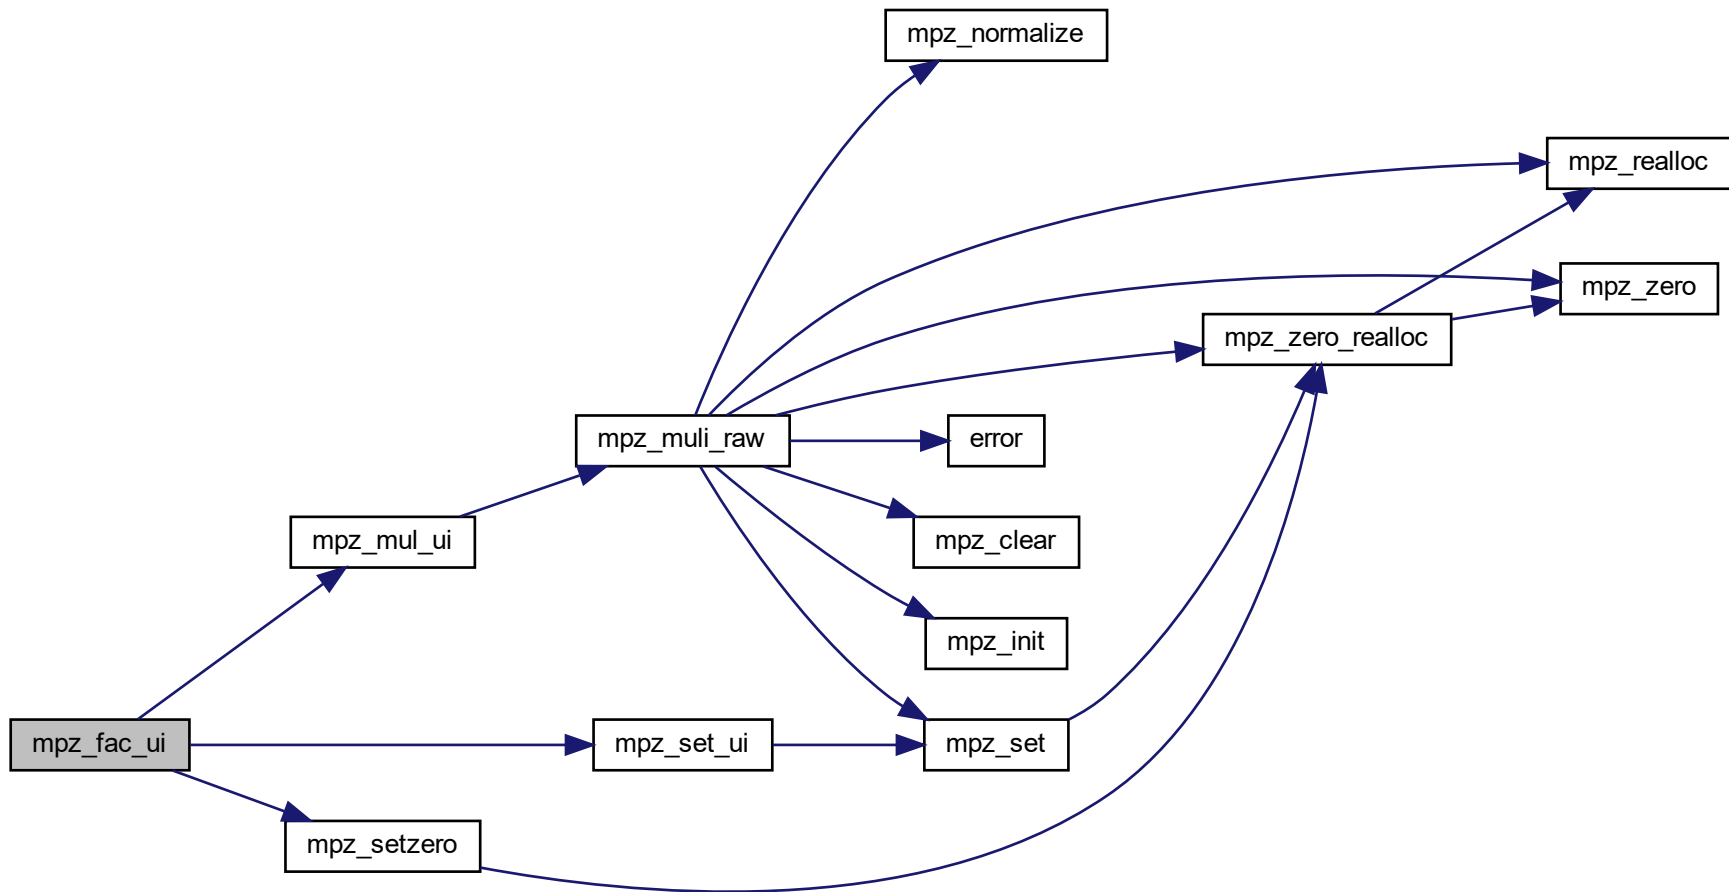 mpz_normalize
mpz_realloc
mpz_zero
mpz_zero_realloc
mpz_muli_raw
error
mpz_mul_ui
mpz_clear
mpz_init
mpz_fac_ui
mpz_set_ui
mpz_set
mpz_setzero